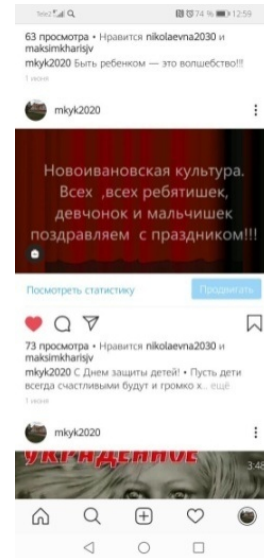 Tele2
74 % 12:59
63 просмотра • Нравится nikolaevna2030 и
maksimkharisjv
mkyk2020 Быть ребенком — это волшебство!!!
1 июня
mkyk2020
Новоивановская культура.
Всех ,всех ребятишек,
девчонок и мальчишек
поздравляем с праздником!!!
Посмотреть статистику
Продвигать
73 просмотра • Нравится nikolaevna2030 и
maksimkharisjv
mkyk2020 С Днем защиты детей! • Пусть дети
всегда счастливыми будут и громко х... ещё
1 июня
mkyk2020
УКРАДЕННОЕ
3:48